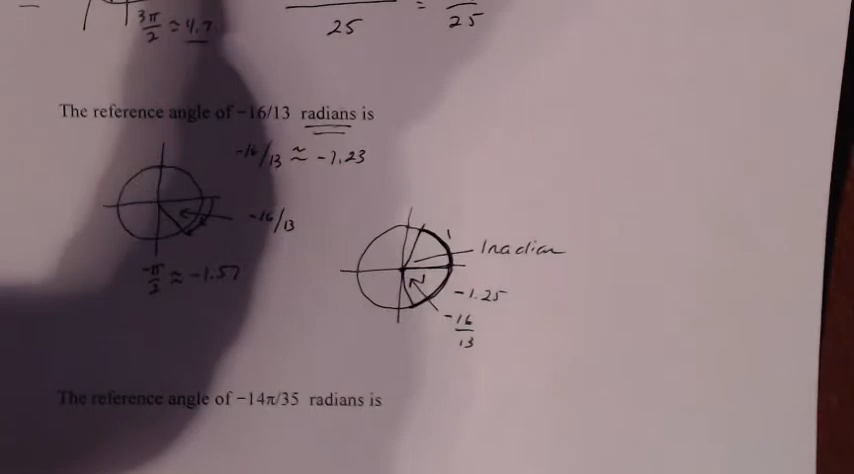 3π/2 ≈ 4.7
25 = 25
The reference angle of −16/13 radians is
-16/13 ≈ -1.23
-16/13
-π/2 ≈ -1.57
1
1 radian
-1.25
-16/13
The reference angle of −14π/35 radians is